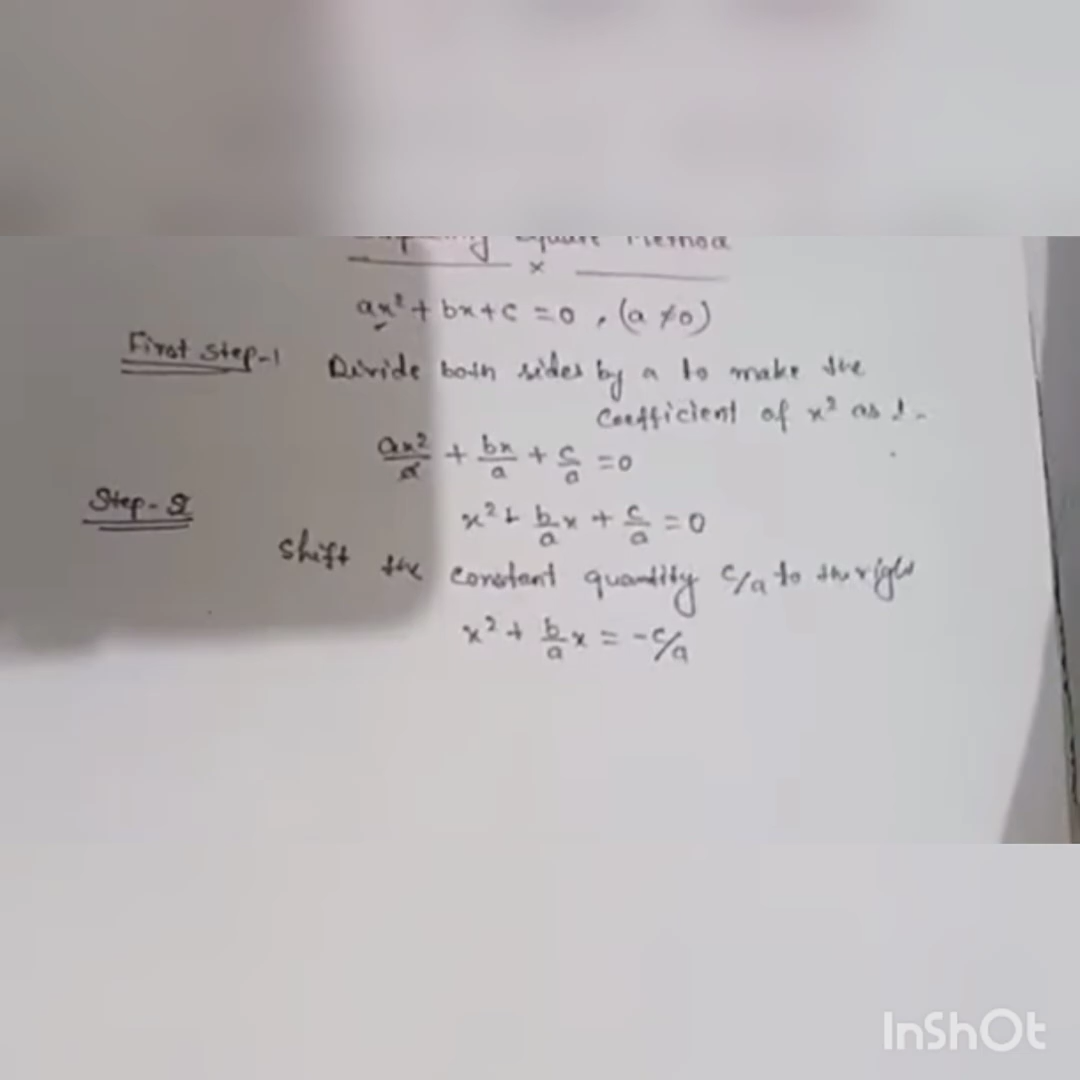 Square Method
×
ax² + bx + c = 0 , (a ≠ 0)
First Step-1 Divide both sides by a to make the
coefficient of x² as 1.
ax²/a + bx/a + c/a = 0
Step-2
x² + b/a x + c/a = 0
Shift the constant quantity c/a to the right
x² + b/a x = -c/a
InShOt